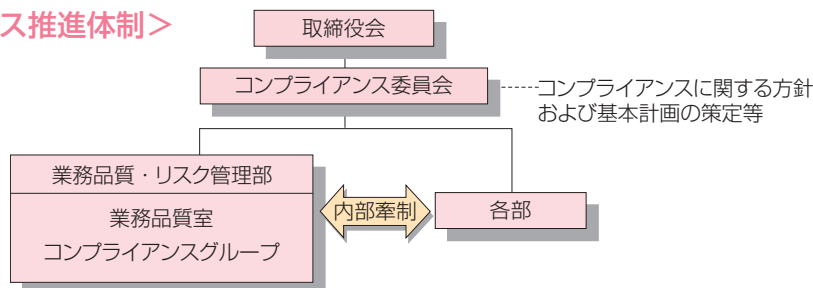 ス推進体制＞
取締役会
コンプライアンス委員会
コンプライアンスに関する方針
および基本計画の策定等
業務品質・リスク管理部
業務品質室
コンプライアンスグループ
内部牽制
各部